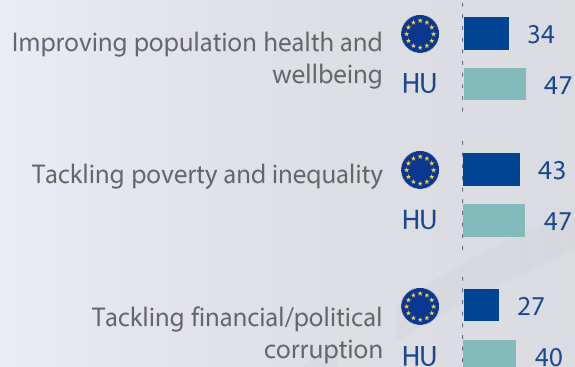 Improving population health and
wellbeing
34
HU 47
Tackling poverty and inequality
43
HU 47
Tackling financial/political
corruption
27
HU 40